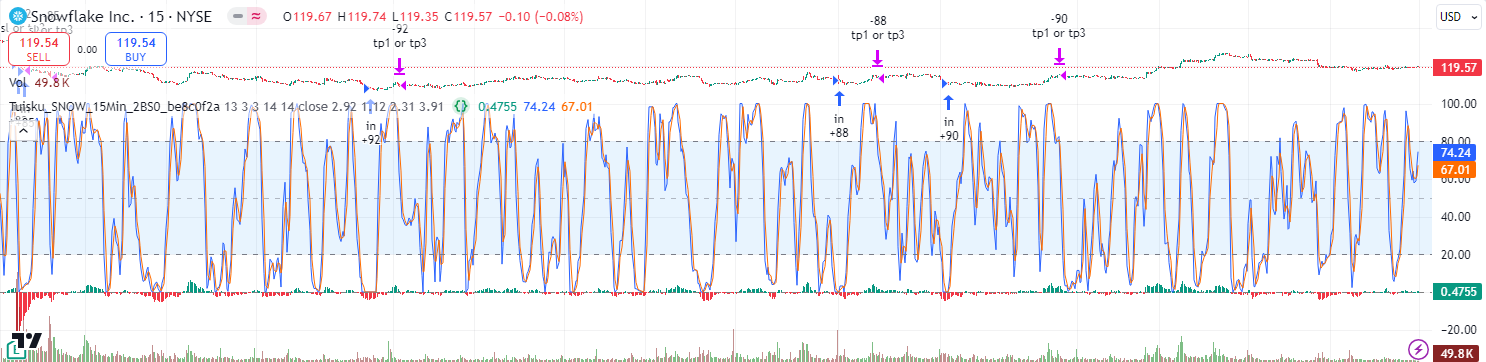 Snowflake Inc. · 15 · NYSE
O119.67 H119.74 L119.35 C119.57 −0.10 (−0.08%)
USD
119.54
SELL
0.00
119.54
BUY
Vol 49.8 K
Tuisku_SNOW_15Min_2BS0_be8c0f2a 13 3 3 14 14 close 2.92 1.12 2.31 3.91 0.4755 74.24 67.01
-92
tp1 or tp3
-88
tp1 or tp3
-90
tp1 or tp3
in
+92
in
+88
in
+90
119.57
100.00
80.00
74.24
67.01
60.00
40.00
20.00
0.4755
−20.00
49.8 K